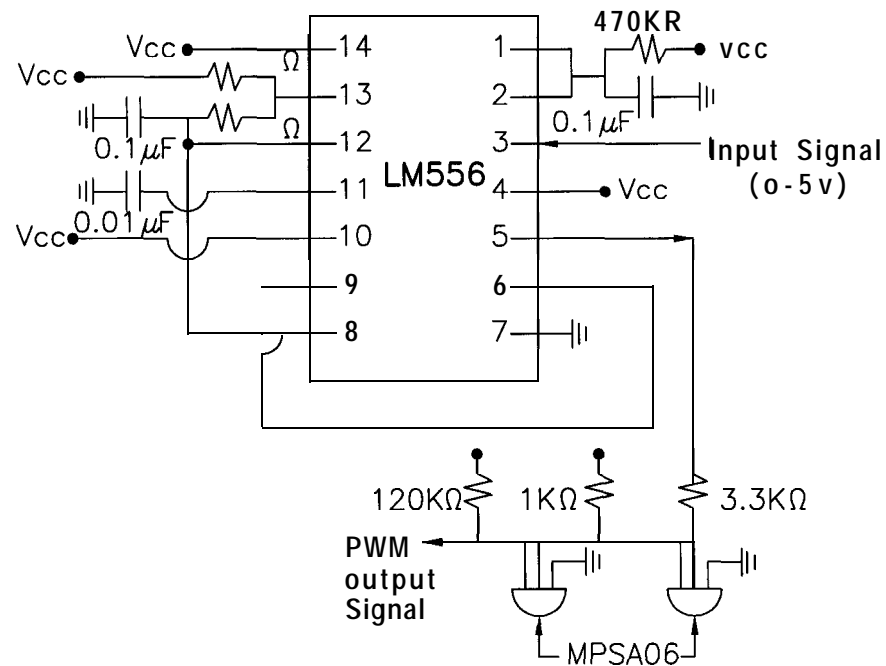 470KR
Vcc 14 1 vcc
Ω
Vcc 13 2
0.1μF Ω 12 0.1μF 3 Input Signal
(o-5v)
LM556
11 4 Vcc
0.01μF
Vcc 10 5
9 6
8 7
120KΩ 1KΩ 3.3KΩ
PWM
output
Signal
MPSA06